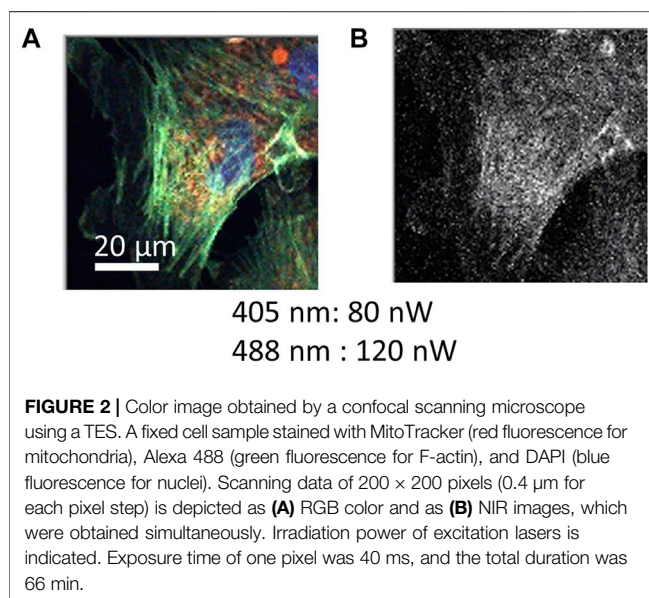 A
B
20 µm
405 nm: 80 nW
488 nm : 120 nW
FIGURE 2 | Color image obtained by a confocal scanning microscope
using a TES. A fixed cell sample stained with MitoTracker (red fluorescence for
mitochondria), Alexa 488 (green fluorescence for F-actin), and DAPI (blue
fluorescence for nuclei). Scanning data of 200 × 200 pixels (0.4 µm for
each pixel step) is depicted as (A) RGB color and as (B) NIR images, which
were obtained simultaneously. Irradiation power of excitation lasers is
indicated. Exposure time of one pixel was 40 ms, and the total duration was
66 min.